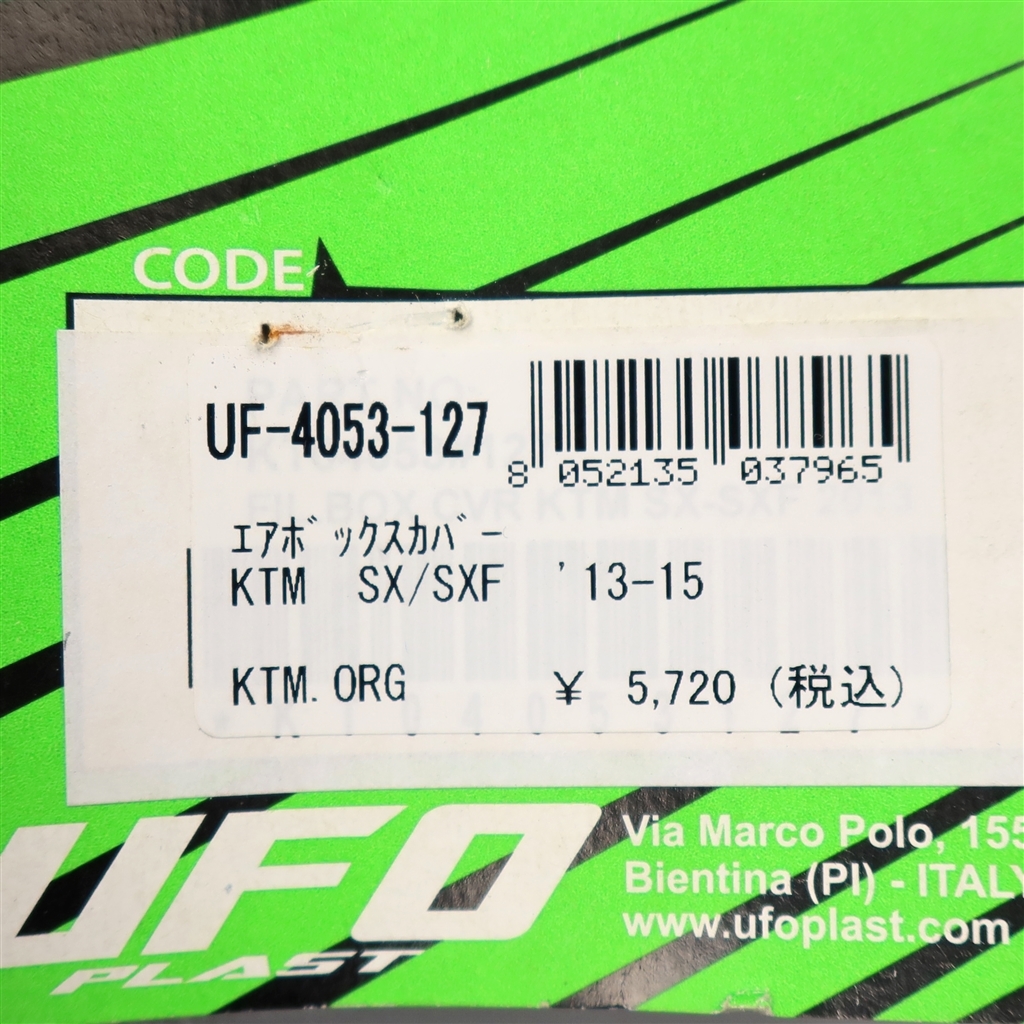 CODE
UF-4053-127
8 052135 037965
ｴｱﾎﾞｯｸｽｶﾊﾞｰ
KTM SX/SXF '13-15
KTM.ORG ¥ 5,720 (税込)
UFO
PLAST
Via Marco Polo, 155
Bientina (PI) - ITALY
www.ufoplast.com